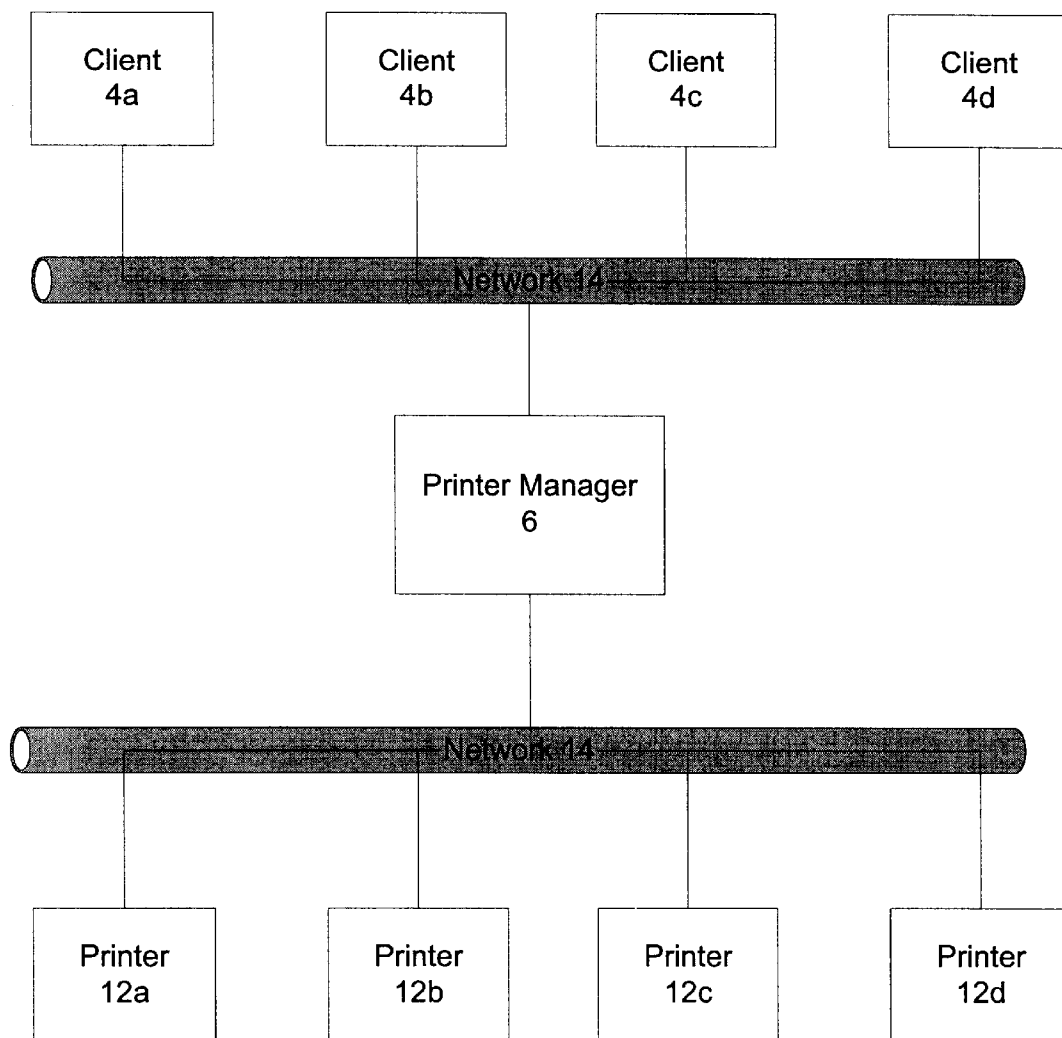 Client
4a
Client
4b
Client
4c
Client
4d
Network 14
Printer Manager
6
Network 14
Printer
12a
Printer
12b
Printer
12c
Printer
12d